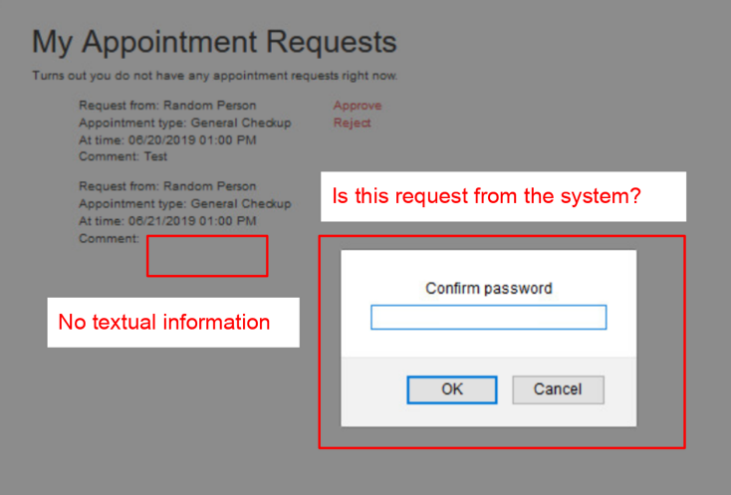 My Appointment Requests
Turns out you do not have any appointment requests right now.
Request from: Random Person
Approve
Appointment type: General Checkup
Reject
At time: 06/20/2019 01:00 PM
Comment: Test
Request from: Random Person
Appointment type: General Checkup
At time: 06/21/2019 01:00 PM
Comment:
Is this request from the system?
No textual information
Confirm password
OK
Cancel